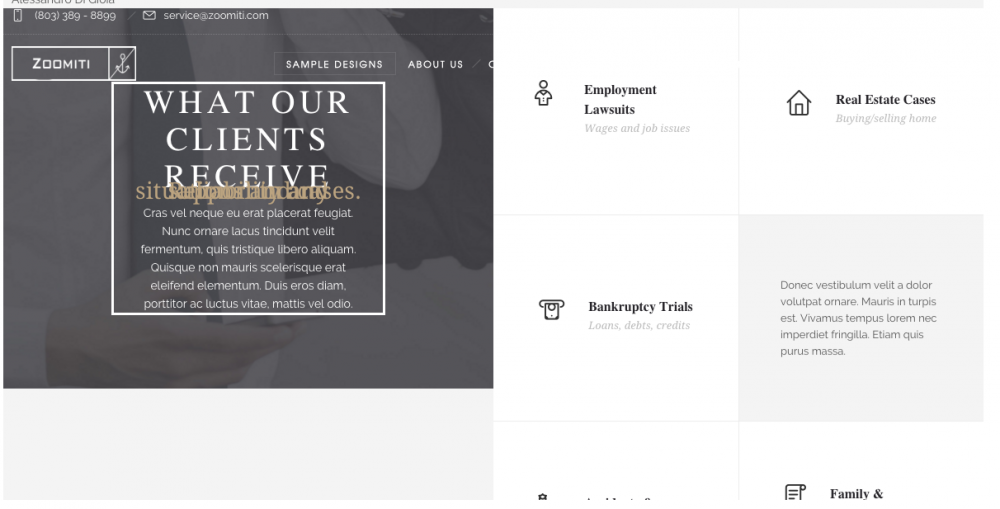 Alessandro Di Gioia
(803) 389 - 8899 / service@zoomiti.com
ZOOMITI
SAMPLE DESIGNS ABOUT US /
WHAT OUR
CLIENTS
RECEIVE
Cras vel neque eu erat placerat feugiat.
Nunc ornare lacus tincidunt velit
fermentum, quis tristique libero aliquam.
Quisque non mauris scelerisque erat
eleifend elementum. Duis eros diam,
porttitor ac luctus vitae, mattis vel odio.
Employment
Lawsuits
Wages and job issues
Real Estate Cases
Buying/selling home
Bankruptcy Trials
Loans, debts, credits
Donec vestibulum velit a dolor
volutpat ornare. Mauris in turpis
est. Vivamus tempus lorem nec
imperdiet fringilla. Etiam quis
purus massa.
Family &